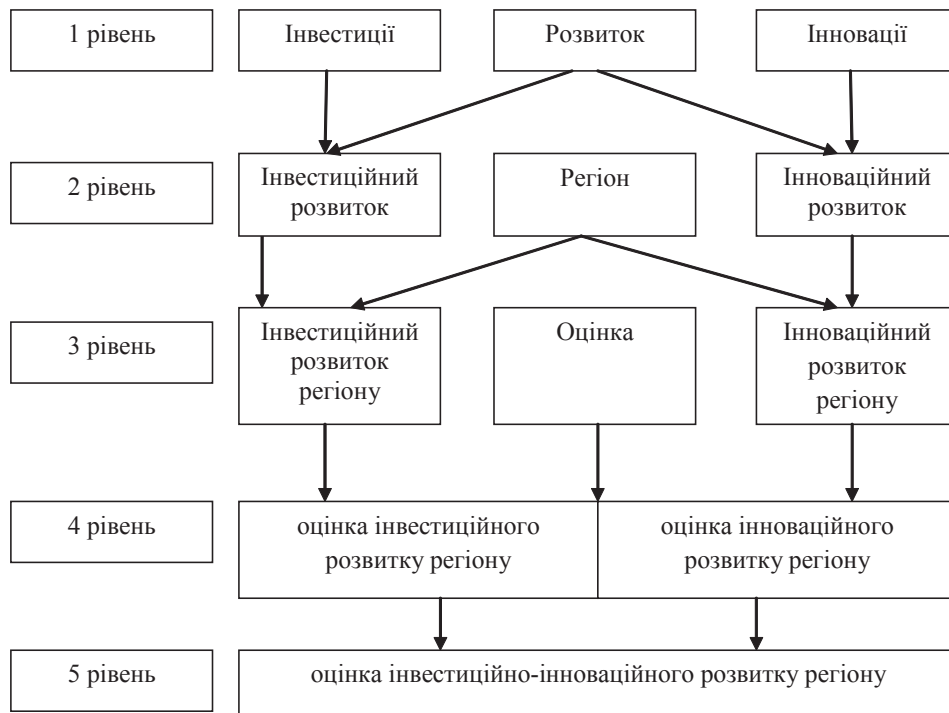 1 рівень
Інвестиції
Розвиток
Інновації
2 рівень
Інвестиційний
розвиток
Регіон
Інноваційний
розвиток
3 рівень
Інвестиційний
розвиток
регіону
Оцінка
Інноваційний
розвиток
регіону
4 рівень
оцінка інвестиційного
розвитку регіону
оцінка інноваційного
розвитку регіону
5 рівень
оцінка інвестиційно-інноваційного розвитку регіону